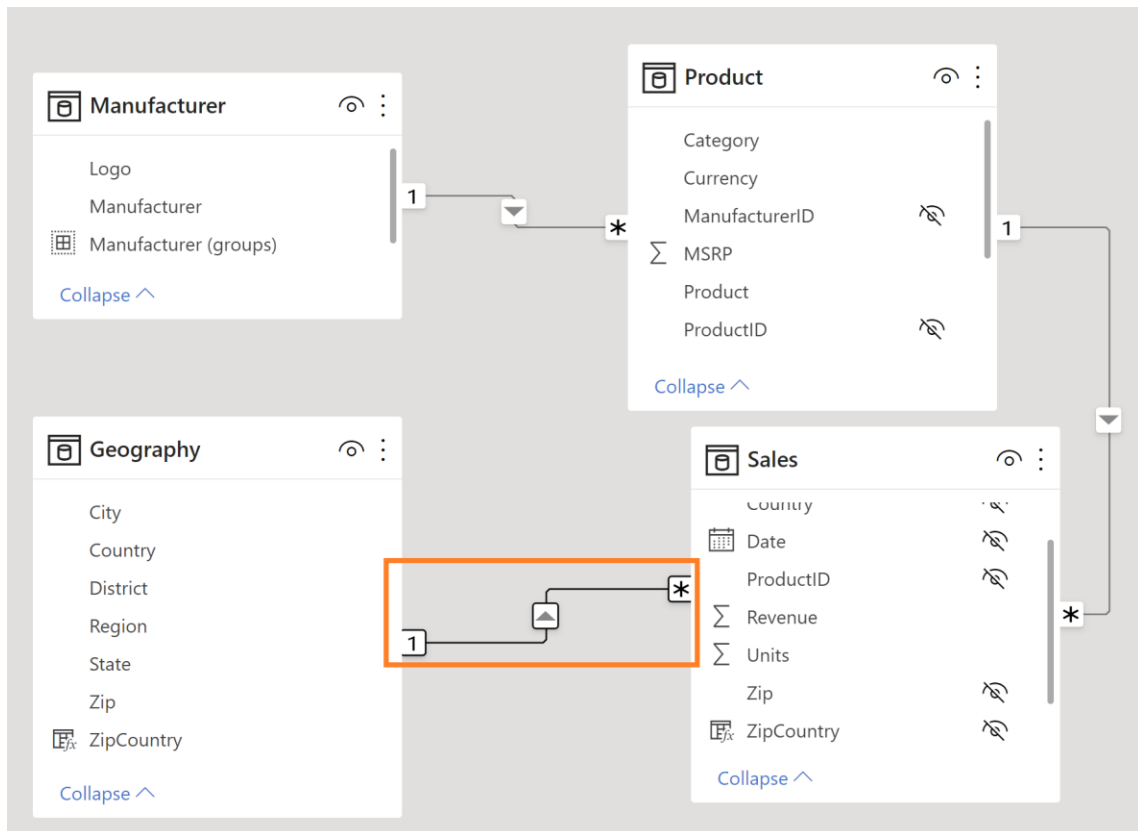 Manufacturer
Logo
Manufacturer
Manufacturer (groups)
Collapse
1
*
Product
Category
Currency
ManufacturerID
MSRP
Product
ProductID
Collapse
1
*
Geography
City
Country
District
Region
State
Zip
ZipCountry
Collapse
1
*
Sales
Country
Date
ProductID
Revenue
Units
Zip
ZipCountry
Collapse